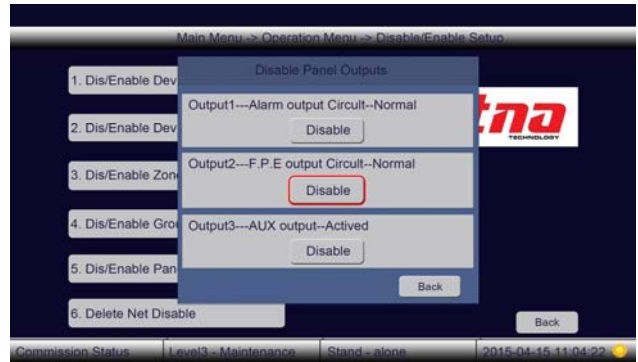 Main Menu -> Operation Menu -> Disable/Enable Setup
Disable Panel Outputs
1. Dis/Enable Dev
Output1---Alarm output Circult--Normal
Disable
2. Dis/Enable Dev
TECHNOLOGY
Output2---F.P.E output Circult--Normal
3. Dis/Enable Zon
Disable
4. Dis/Enable Gro
Output3---AUX output--Actived
Disable
5. Dis/Enable Pan
Back
6. Delete Net Disable
Back
Commission Status
Level3 - Maintenance
Stand - alone
2015-04-15 11:04:22